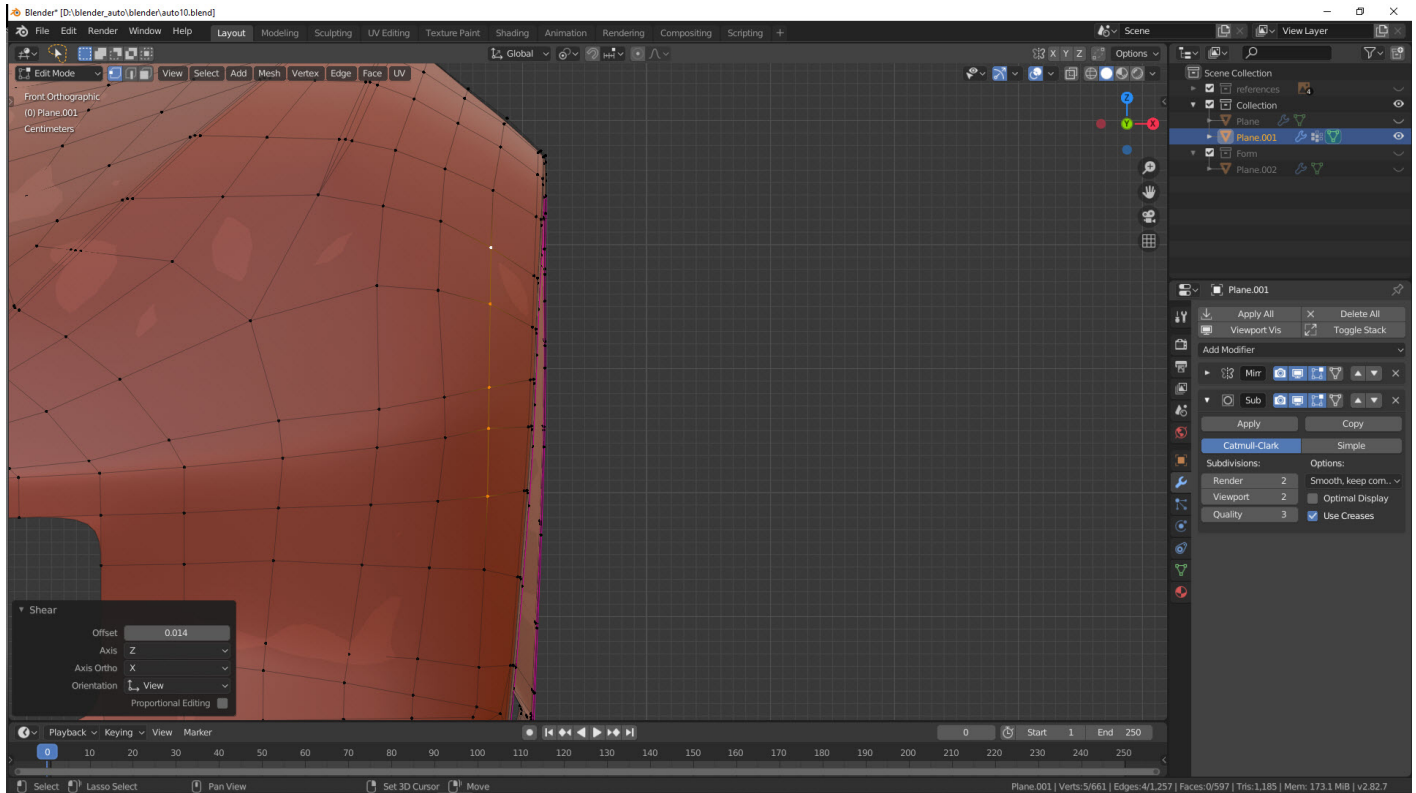 Blender* [D:\blender_auto\blender\auto10.blend]
File Edit Render Window Help Layout Modeling Sculpting UV Editing Texture Paint Shading Animation Rendering Compositing Scripting + Scene View Layer
Global X Y Z Options
Edit Mode View Select Add Mesh Vertex Edge Face UV
Front Orthographic
(0) Plane.001
Centimeters
Z
Y
X
Scene Collection
references 4
Collection
Plane
Plane.001
Form
Plane.002
Plane.001
Apply All Delete All
Viewport Vis Toggle Stack
Add Modifier
Mirr
Sub
Apply Copy
Catmull-Clark Simple
Subdivisions: Options:
Render 2 Smooth, keep corn..
Viewport 2 Optimal Display
Quality 3 Use Creases
Shear
Offset 0.014
Axis Z
Axis Ortho X
Orientation View
Proportional Editing
Playback Keying View Marker 0 Start 1 End 250
0 10 20 30 40 50 60 70 80 90 100 110 120 130 140 150 160 170 180 190 200 210 220 230 240 250
Select Lasso Select Pan View Set 3D Cursor Move Plane.001 | Verts:5/661 | Edges:4/1,257 | Faces:0/597 | Tris:1,185 | Mem: 173.1 MiB | v2.82.7